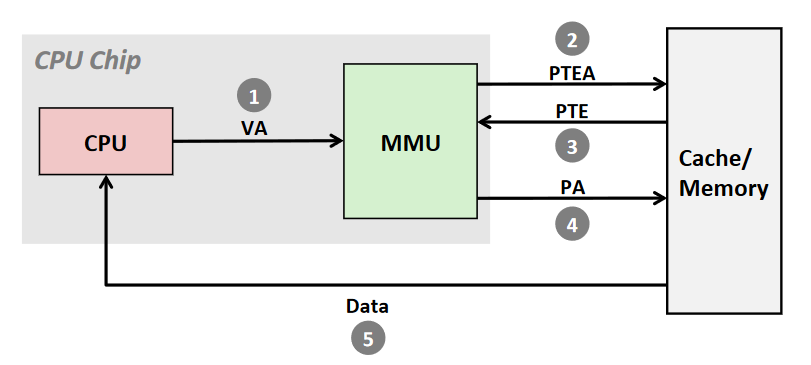 CPU Chip
2
PTEA
1
VA
PTE
CPU
MMU
3
Cache/
Memory
PA
4
Data
5